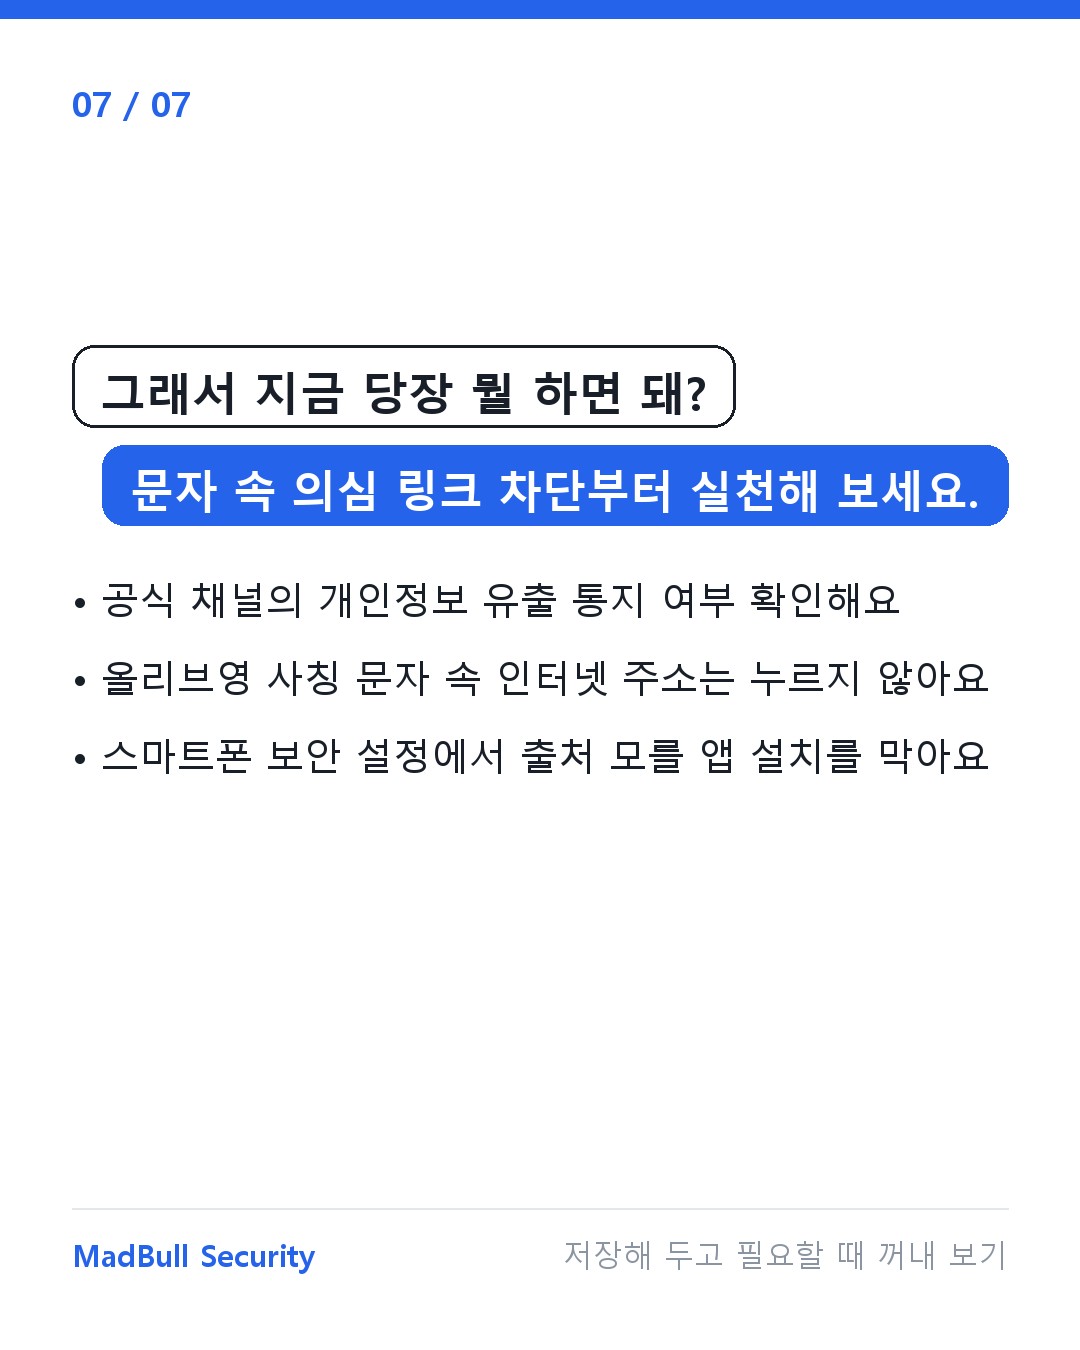 07 / 07
그래서 지금 당장 뭘 하면 돼?
문자 속 의심 링크 차단부터 실천해 보세요.
• 공식 채널의 개인정보 유출 통지 여부 확인해요
• 올리브영 사칭 문자 속 인터넷 주소는 누르지 않아요
• 스마트폰 보안 설정에서 출처 모를 앱 설치를 막아요
MadBull Security
저장해 두고 필요할 때 꺼내 보기